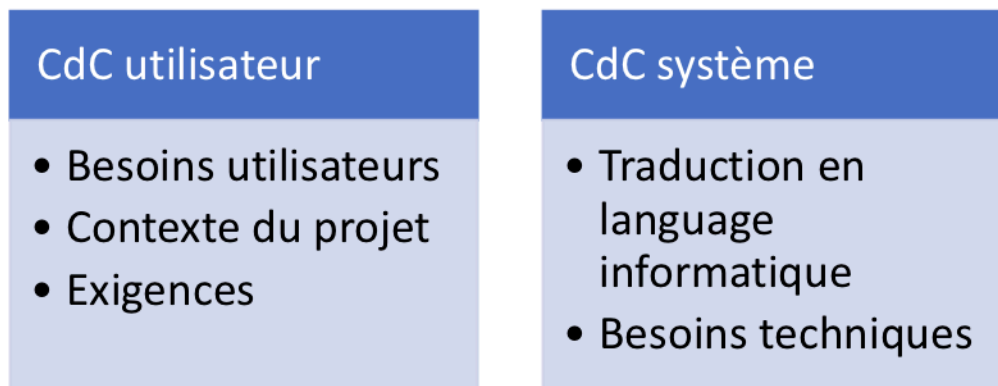 CdC utilisateur
• Besoins utilisateurs
• Contexte du projet
• Exigences
CdC système
• Traduction en
language
informatique
• Besoins techniques